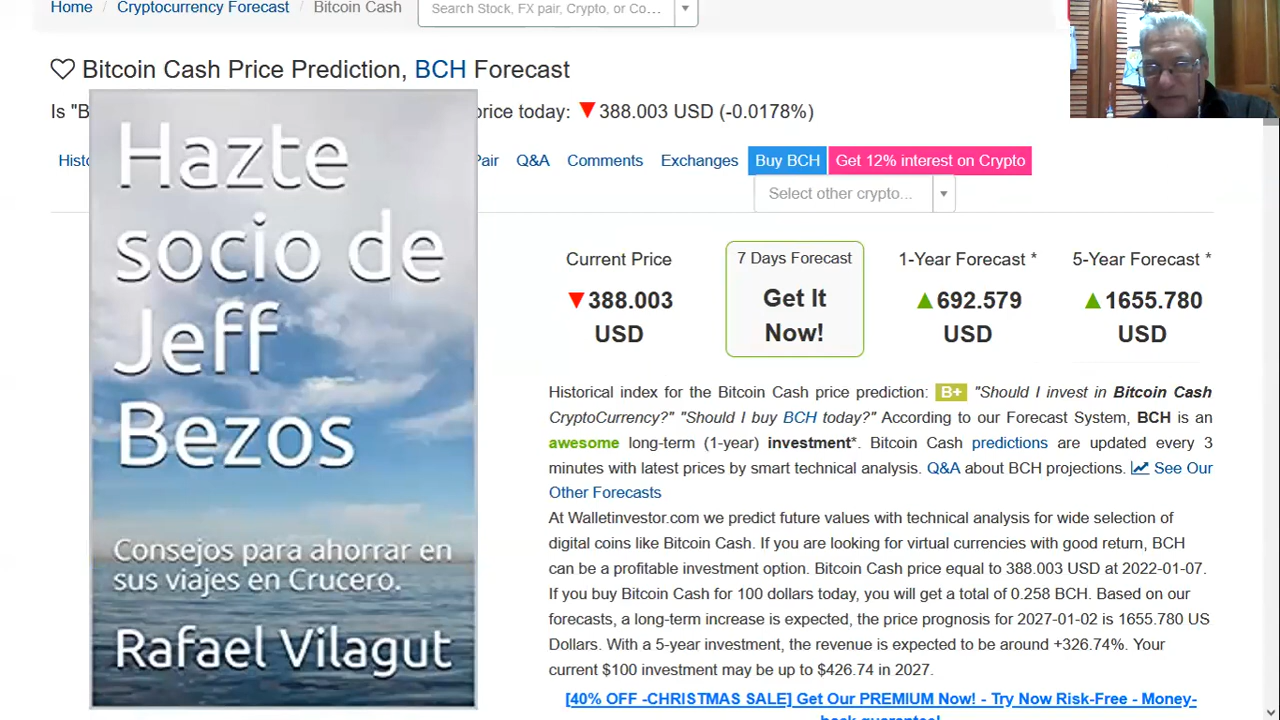 Home / Cryptocurrency Forecast / Bitcoin Cash
Search Stock, FX pair, Crypto, or Co…
Bitcoin Cash Price Prediction, BCH Forecast
Is "B
price today: 388.003 USD (-0.0178%)
Pair Q&A Comments Exchanges Buy BCH Get 12% interest on Crypto
Select other crypto...
Hazte
socio de
Jeff
Bezos
Consejos para ahorrar en
sus viajes en Crucero.
Rafael Vilagut
Current Price
388.003
USD
7 Days Forecast
Get It
Now!
1-Year Forecast *
692.579
USD
5-Year Forecast *
1655.780
USD
Historical index for the Bitcoin Cash price prediction: B+ "Should I invest in Bitcoin Cash
CryptoCurrency?" "Should I buy BCH today?" According to our Forecast System, BCH is an
awesome long-term (1-year) investment*. Bitcoin Cash predictions are updated every 3
minutes with latest prices by smart technical analysis. Q&A about BCH projections. See Our
Other Forecasts
At Walletinvestor.com we predict future values with technical analysis for wide selection of
digital coins like Bitcoin Cash. If you are looking for virtual currencies with good return, BCH
can be a profitable investment option. Bitcoin Cash price equal to 388.003 USD at 2022-01-07.
If you buy Bitcoin Cash for 100 dollars today, you will get a total of 0.258 BCH. Based on our
forecasts, a long-term increase is expected, the price prognosis for 2027-01-02 is 1655.780 US
Dollars. With a 5-year investment, the revenue is expected to be around +326.74%. Your
current $100 investment may be up to $426.74 in 2027.
[40% OFF -CHRISTMAS SALE] Get Our PREMIUM Now! - Try Now Risk-Free - Money-